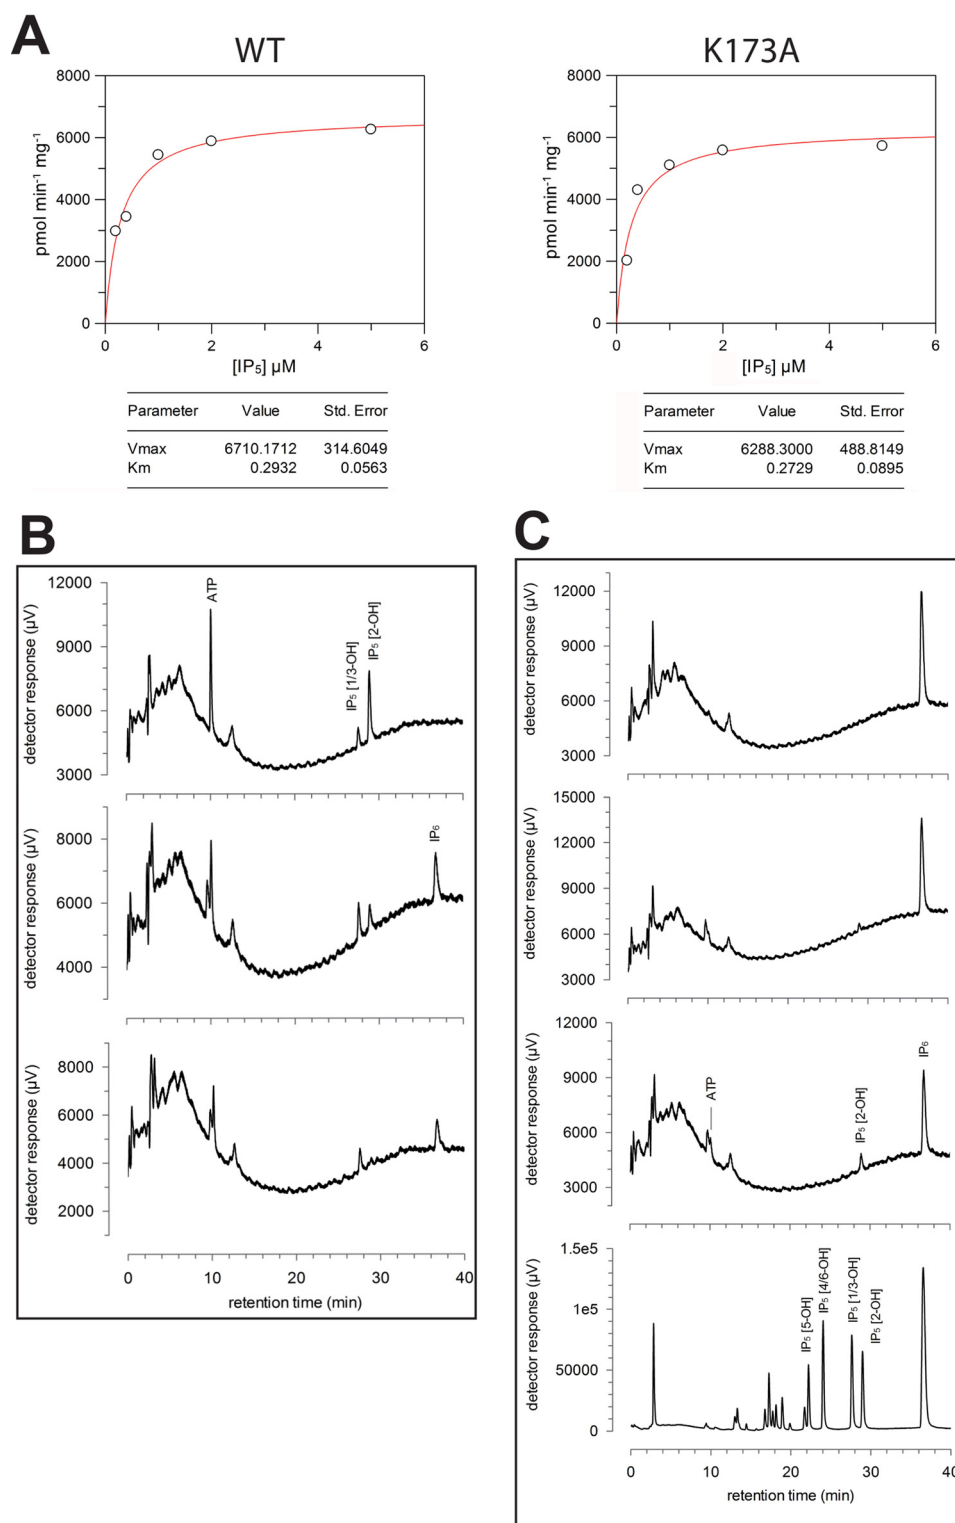 A
WT
8000
6000
4000
2000
0
pmol min⁻¹ mg⁻¹
0 2 4 6
[IP₅] µM
Parameter Value Std. Error
Vmax 6710.1712 314.6049
Km 0.2932 0.0563
K173A
8000
6000
4000
2000
0
pmol min⁻¹ mg⁻¹
0 2 4 6
[IP₅] µM
Parameter Value Std. Error
Vmax 6288.3000 488.8149
Km 0.2729 0.0895
B
12000
9000
6000
3000
detector response (µV)
ATP
IP₅ [1/3-OH]
IP₅ [2-OH]
8000
6000
4000
detector response (µV)
IP₆
8000
6000
4000
2000
detector response (µV)
0 10 20 30 40
retention time (min)
C
12000
9000
6000
3000
detector response (µV)
15000
12000
9000
6000
3000
detector response (µV)
12000
9000
6000
3000
detector response (µV)
ATP
IP₅ [2-OH]
IP₆
1.5e5
1e5
50000
0
detector response (µV)
IP₅ [5-OH]
IP₅ [4/6-OH]
IP₅ [1/3-OH]
IP₅ [2-OH]
0 10 20 30 40
retention time (min)